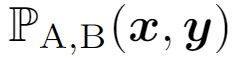 ℙ_{A,B}(𝒙, 𝒚)